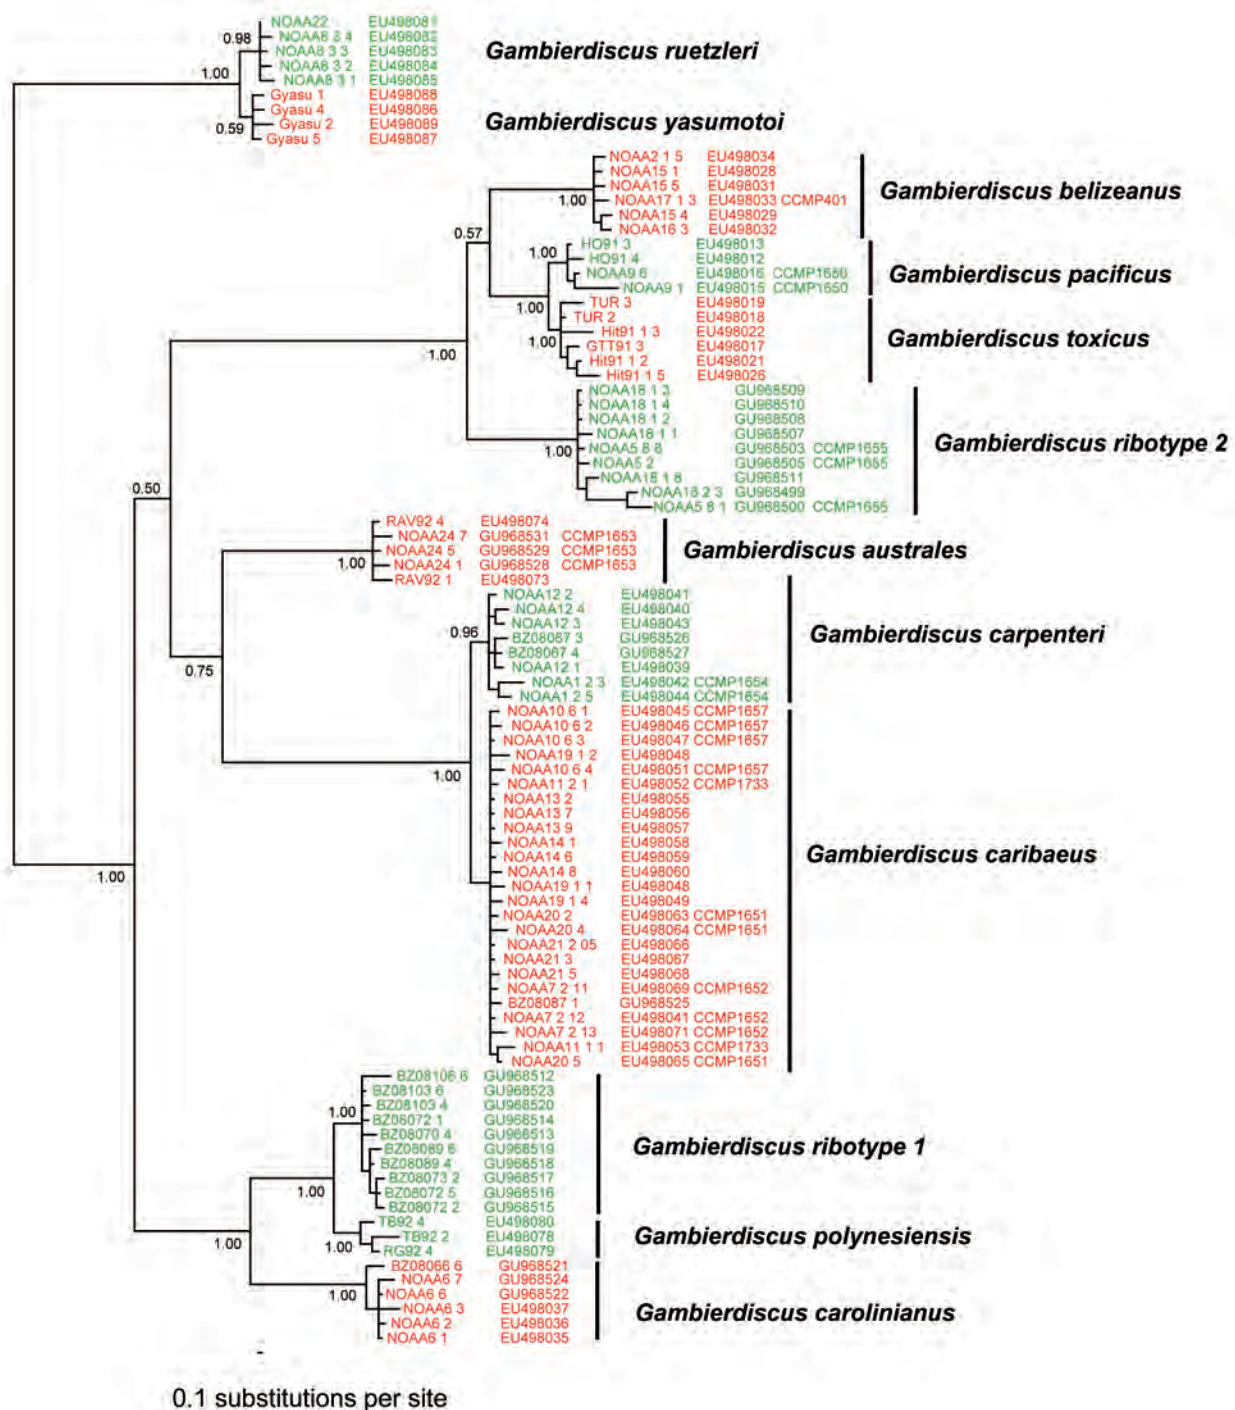 NOAA22 EU498081
0.98
NOAA8 3 4 EU498082
Gambierdiscus ruetzleri
NOAA8 3 3 EU498083
NOAA8 3 2 EU498084
1.00
NOAA8 3 1 EU498085
Gyasu 1 EU498088
Gyasu 4 EU498086
Gyasu 2 EU498089
Gambierdiscus yasumotoi
0.59
Gyasu 5 EU498087
NOAA2 1 5 EU498034
NOAA15 1 EU498028
NOAA15 5 EU498031
Gambierdiscus belizeanus
1.00
NOAA17 1 3 EU498033 CCMP401
NOAA15 4 EU498029
NOAA16 3 EU498032
0.57
HO91 3 EU498013
1.00
HO91 4 EU498012
NOAA9 6 EU498016 CCMP1650
Gambierdiscus pacificus
NOAA9 1 EU498015 CCMP1650
1.00
TUR 3 EU498019
TUR 2 EU498018
Hit91 1 3 EU498022
1.00
Gambierdiscus toxicus
GTT91 3 EU498017
1.00
Hit91 1 2 EU498021
Hit91 1 5 EU498026
NOAA18 1 3 GU968509
NOAA18 1 4 GU968510
NOAA18 1 2 GU968508
NOAA18 1 1 GU968507
Gambierdiscus ribotype 2
1.00
NOAA5 8 8 GU968503 CCMP1655
NOAA5 2 GU968505 CCMP1655
NOAA18 1 8 GU968511
0.50
NOAA18 2 3 GU968499
NOAA5 8 1 GU968500 CCMP1655
RAV92 4 EU498074
NOAA24 7 GU968531 CCMP1653
NOAA24 5 GU968529 CCMP1653
Gambierdiscus australes
1.00
NOAA24 1 GU968528 CCMP1653
RAV92 1 EU498073
NOAA12 2 EU498041
NOAA12 4 EU498040
NOAA12 3 EU498043
0.96
BZ08067 3 GU968526
Gambierdiscus carpenteri
BZ08067 4 GU968527
NOAA12 1 EU498039
0.75
NOAA1 2 3 EU498042 CCMP1654
NOAA1 2 5 EU498044 CCMP1654
NOAA10 6 1 EU498045 CCMP1657
NOAA10 6 2 EU498046 CCMP1657
NOAA10 6 3 EU498047 CCMP1657
NOAA19 1 2 EU498048
1.00
NOAA10 6 4 EU498051 CCMP1657
NOAA11 2 1 EU498052 CCMP1733
NOAA13 2 EU498055
NOAA13 7 EU498056
NOAA13 9 EU498057
NOAA14 1 EU498058
NOAA14 6 EU498059
Gambierdiscus caribaeus
NOAA14 8 EU498060
1.00
NOAA19 1 1 EU498048
NOAA19 1 4 EU498049
NOAA20 2 EU498063 CCMP1651
NOAA20 4 EU498064 CCMP1651
NOAA21 2 05 EU498066
NOAA21 3 EU498067
NOAA21 5 EU498068
NOAA7 2 11 EU498069 CCMP1652
BZ08087 1 GU968525
NOAA7 2 12 EU498041 CCMP1652
NOAA7 2 13 EU498071 CCMP1652
NOAA11 1 1 EU498053 CCMP1733
NOAA20 5 EU498065 CCMP1651
BZ08106 6 GU968512
BZ08103 6 GU968523
BZ08103 4 GU968520
1.00
BZ08072 1 GU968514
BZ08070 4 GU968513
BZ08089 6 GU968519
Gambierdiscus ribotype 1
BZ08089 4 GU968518
BZ08073 2 GU968517
1.00
BZ08072 5 GU968516
BZ08072 2 GU968515
TB92 4 EU498080
TB92 2 EU498078
Gambierdiscus polynesiensis
1.00
1.00
RG92 4 EU498079
BZ08066 6 GU968521
NOAA6 7 GU968524
NOAA6 6 GU968522
1.00
NOAA6 3 EU498037
Gambierdiscus carolinianus
NOAA6 2 EU498036
NOAA6 1 EU498035
0.1 substitutions per site